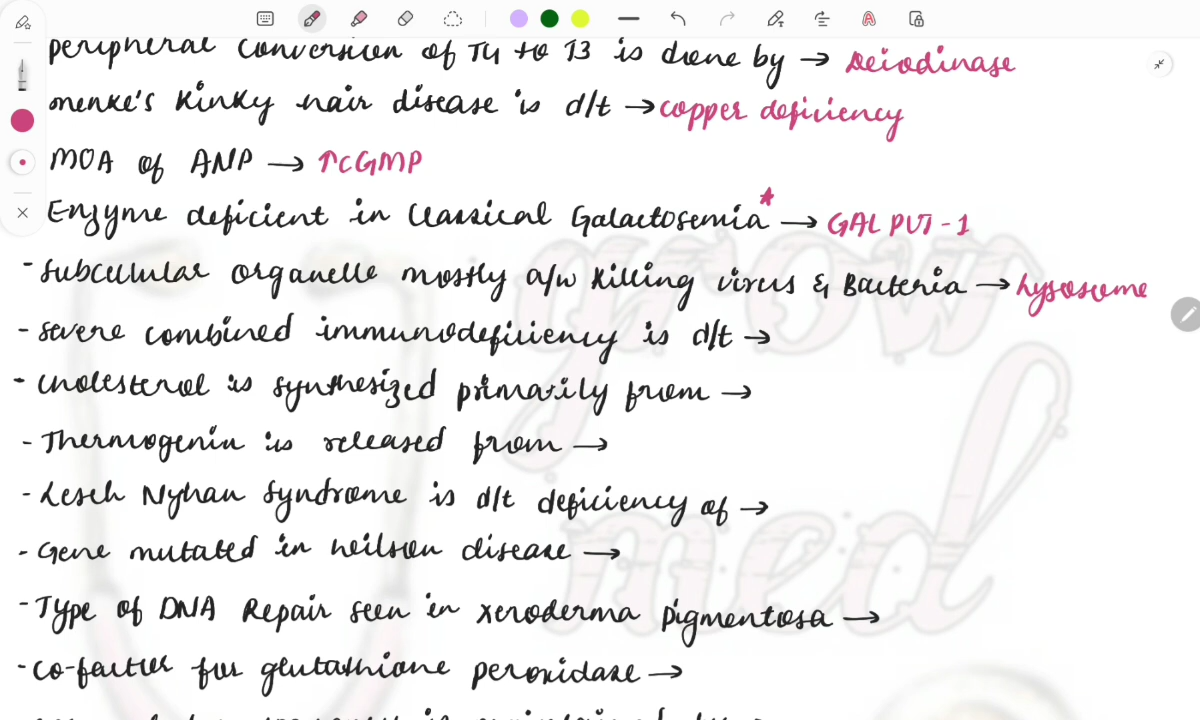 peripheral conversion of T4 to T3 is done by → Deiodinase
menke's Kinky hair disease is d/t → copper deficiency
MOA of ANP → ↑cGMP
Enzyme deficient in Classical Galactosemia* → GALPUT-1
- Subcellular organelle mostly a/w killing virus & Bacteria → Lysosome
- severe combined immunodeficiency is d/t →
- cholesterol is synthesized primarily from →
- Thermogenin is released from →
- Lesch Nyhan Syndrome is d/t deficiency of →
- Gene mutated in weilson disease →
- Type of DNA Repair seen in xeroderma pigmentosa →
- co-factor for glutathione peroxidase →
grow
med